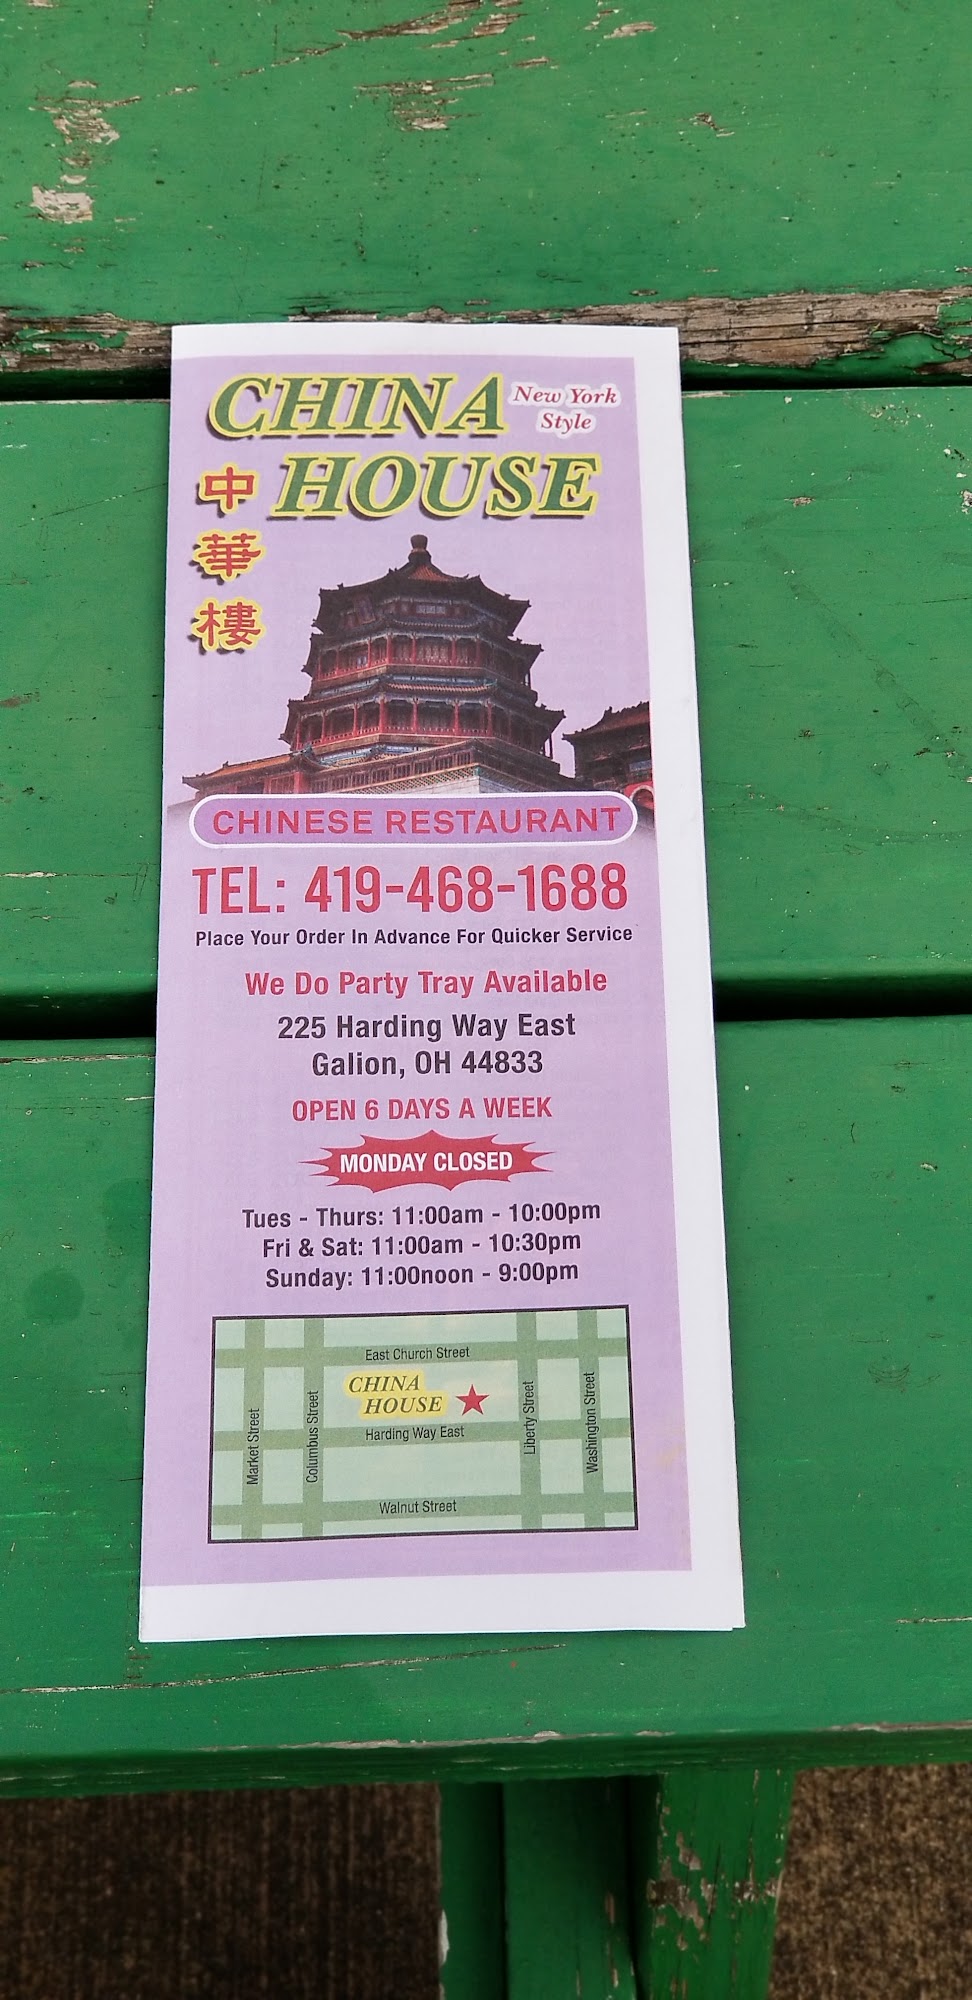 CHINA
New York
Style
HOUSE
中
華
樓
CHINESE RESTAURANT
TEL: 419-468-1688
Place Your Order In Advance For Quicker Service
We Do Party Tray Available
225 Harding Way East
Galion, OH 44833
OPEN 6 DAYS A WEEK
MONDAY CLOSED
Tues - Thurs: 11:00am - 10:00pm
Fri & Sat: 11:00am - 10:30pm
Sunday: 11:00noon - 9:00pm
East Church Street
CHINA
HOUSE
Market Street
Columbus Street
Harding Way East
Liberty Street
Washington Street
Walnut Street